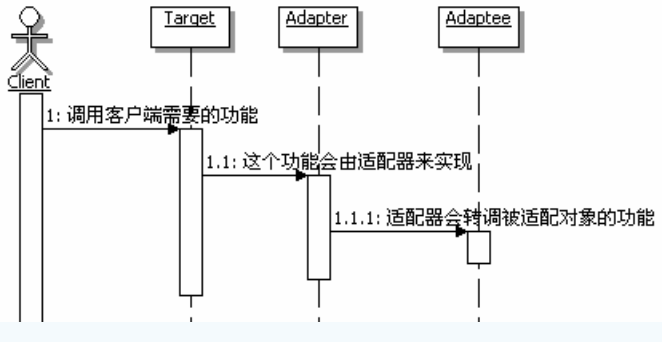 Target
Adapter
Adaptee
Client
1: 调用客户端需要的功能
1.1: 这个功能会由适配器来实现
1.1.1: 适配器会转调被适配对象的功能